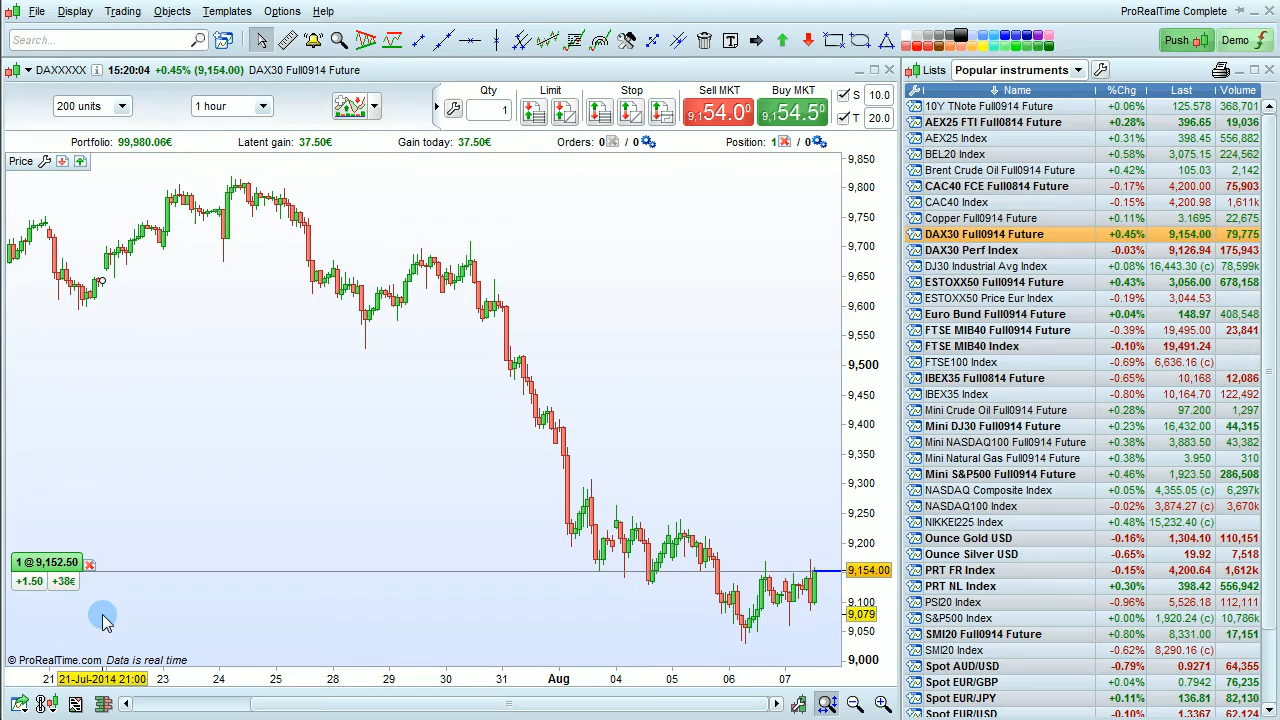 File Display Trading Objects Templates Options Help ProRealTime Complete
Search... Push Demo
DAXXXXX 15:20:04 +0.45% (9,154.00) DAX30 Full0914 Future
200 units 1 hour
Qty Limit Stop Sell MKT Buy MKT S 10.0
1 9,154.0⁰ 9,154.5⁰ T 20.0
Portfolio: 99,980.06€ Latent gain: 37.50€ Gain today: 37.50€ Orders: 0 / 0 Position: 1 / 0
Price
9,850
9,800
9,750
9,700
9,650
9,600
9,550
9,500
9,450
9,400
9,350
9,300
9,250
9,200
9,154.00
9,100
9,079
9,050
9,000
1 @ 9,152.50
+1.50 +38€
© ProRealTime.com Data is real time
21 21-Jul-2014 21:00 23 24 25 28 29 30 31 Aug 04 05 06 07
Lists Popular instruments
Name %Chg Last Volume
10Y TNote Full0914 Future +0.06% 125.578 368,701
AEX25 FTI Full0814 Future +0.28% 396.65 19,036
AEX25 Index +0.31% 398.45 556,882
BEL20 Index +0.58% 3,075.15 224,562
Brent Crude Oil Full0914 Future +0.42% 105.03 2,142
CAC40 FCE Full0814 Future -0.17% 4,200.00 75,903
CAC40 Index -0.15% 4,200.98 1,611k
Copper Full0914 Future +0.11% 3.1695 22,675
DAX30 Full0914 Future +0.45% 9,154.00 79,775
DAX30 Perf Index -0.03% 9,126.94 175,943
DJ30 Industrial Avg Index +0.08% 16,443.30 (c) 78,599k
ESTOXX50 Full0914 Future +0.43% 3,056.00 678,158
ESTOXX50 Price Eur Index -0.19% 3,044.53
Euro Bund Full0914 Future +0.04% 148.97 408,548
FTSE MIB40 Full0914 Future -0.39% 19,495.00 23,841
FTSE MIB40 Index -0.10% 19,491.24
FTSE100 Index -0.69% 6,636.16 (c)
IBEX35 Full0814 Future -0.65% 10,168 12,086
IBEX35 Index -0.80% 10,164.70 122,492
Mini Crude Oil Full0914 Future +0.28% 97.200 1,297
Mini DJ30 Full0914 Future +0.23% 16,432.00 44,315
Mini NASDAQ100 Full0914 Future +0.38% 3,883.50 43,382
Mini Natural Gas Full0914 Future +0.38% 3.950 310
Mini S&P500 Full0914 Future +0.46% 1,923.50 286,508
NASDAQ Composite Index +0.05% 4,355.05 (c) 6,297k
NASDAQ100 Index -0.02% 3,874.27 (c) 3,670k
NIKKEI225 Index +0.48% 15,232.40 (c)
Ounce Gold USD -0.16% 1,304.10 110,151
Ounce Silver USD -0.65% 19.92 7,518
PRT FR Index -0.15% 4,200.64 1,612k
PRT NL Index +0.30% 398.42 556,942
PSI20 Index -0.96% 5,526.18 112,111
S&P500 Index +0.00% 1,920.24 (c) 10,786k
SMI20 Full0914 Future +0.80% 8,331.00 17,151
SMI20 Index -0.62% 8,290.16 (c)
Spot AUD/USD -0.79% 0.9271 64,355
Spot EUR/GBP +0.04% 0.7942 76,235
Spot EUR/JPY +0.11% 136.81 82,130
Spot EUR/USD -0.10% 1.3367 62,124